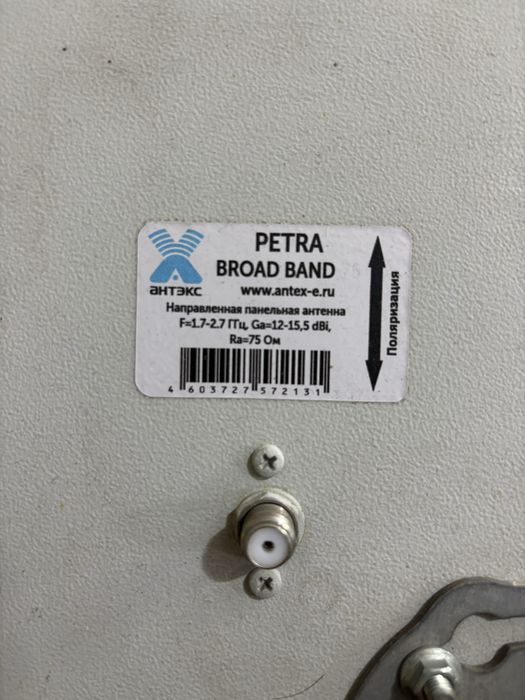 АНТЭКС
PETRA
BROAD BAND
www.antex-e.ru
Направленная панельная антенна
F=1.7-2.7 ГГц, Ga=12-15,5 dBi,
Ra=75 Ом
4 603727 572131
Поляризация